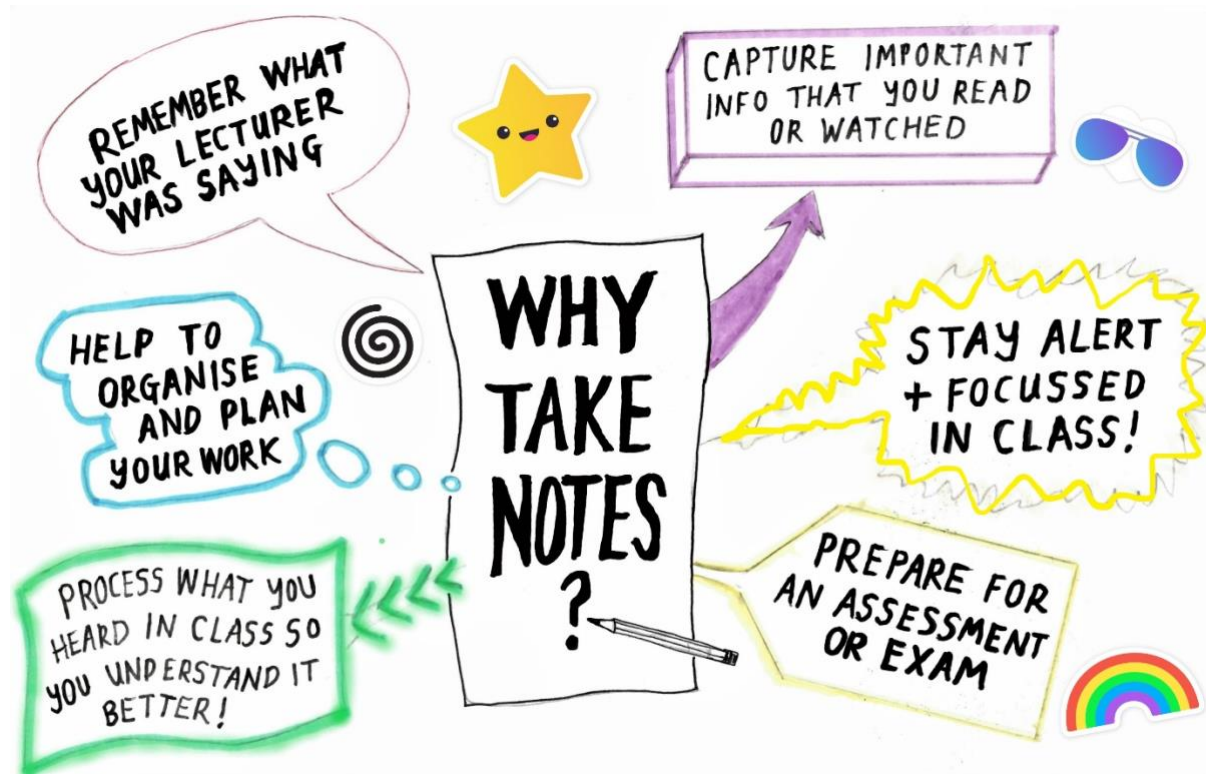 WHY
TAKE
NOTES
?
REMEMBER WHAT
YOUR LECTURER
WAS SAYING
CAPTURE IMPORTANT
INFO THAT YOU READ
OR WATCHED
HELP TO
ORGANISE
AND PLAN
YOUR WORK
STAY ALERT
+ FOCUSSED
IN CLASS!
PROCESS WHAT YOU
HEARD IN CLASS SO
YOU UNDERSTAND IT
BETTER!
PREPARE FOR
AN ASSESSMENT
OR EXAM